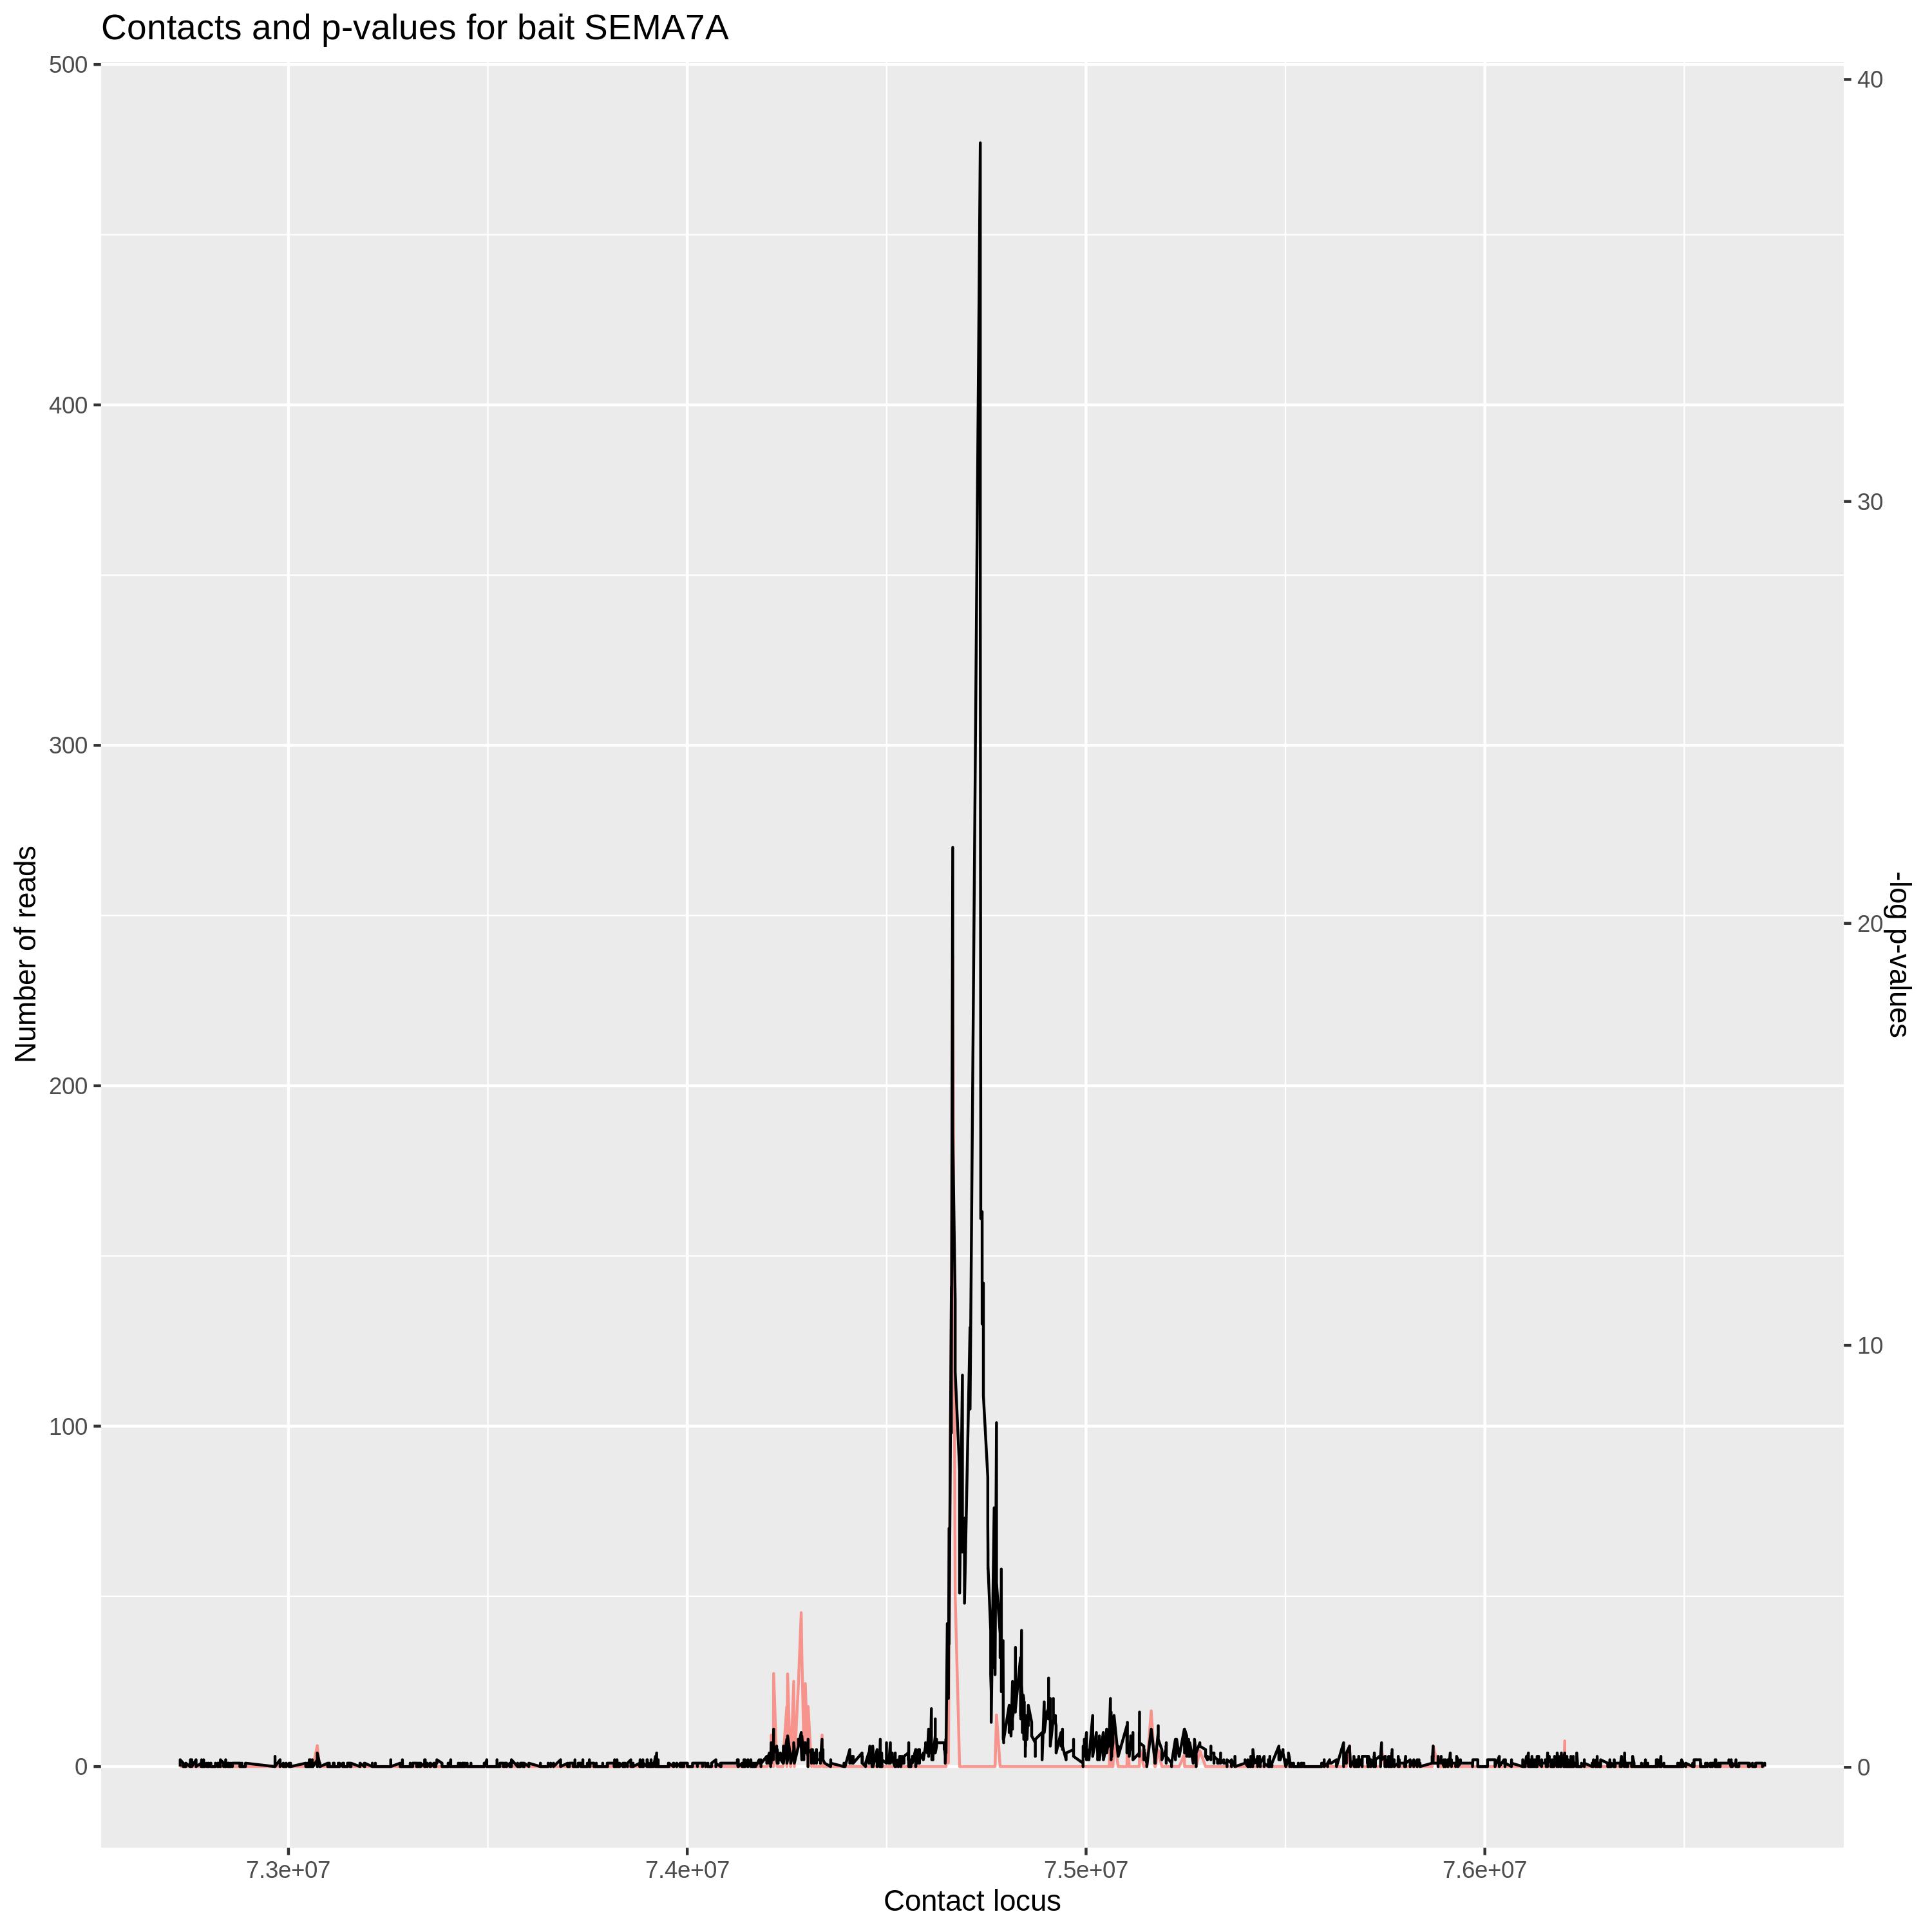 Contacts and p-values for bait SEMA7A
500
400
300
200
100
0
Number of reads
40
30
20
10
0
-log p-values
7.3e+07 7.4e+07 7.5e+07 7.6e+07
Contact locus